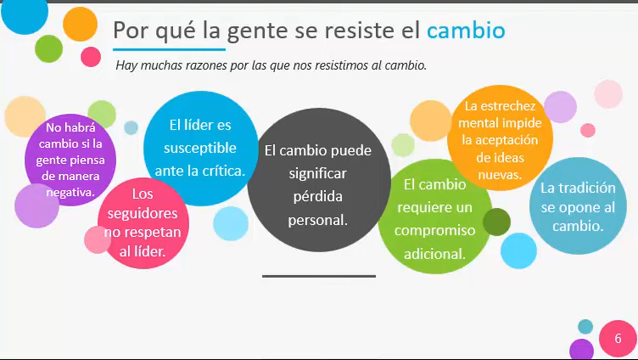 Por qué la gente se resiste el cambio
Hay muchas razones por las que nos resistimos al cambio.
No habrá
cambio si la
gente piensa
de manera
negativa.
Los
seguidores
no respetan
al líder.
El líder es
susceptible
ante la crítica.
El cambio puede
significar
pérdida
personal.
El cambio
requiere un
compromiso
adicional.
La estrechez
mental impide
la aceptación
de ideas
nuevas.
La tradición
se opone al
cambio.
6